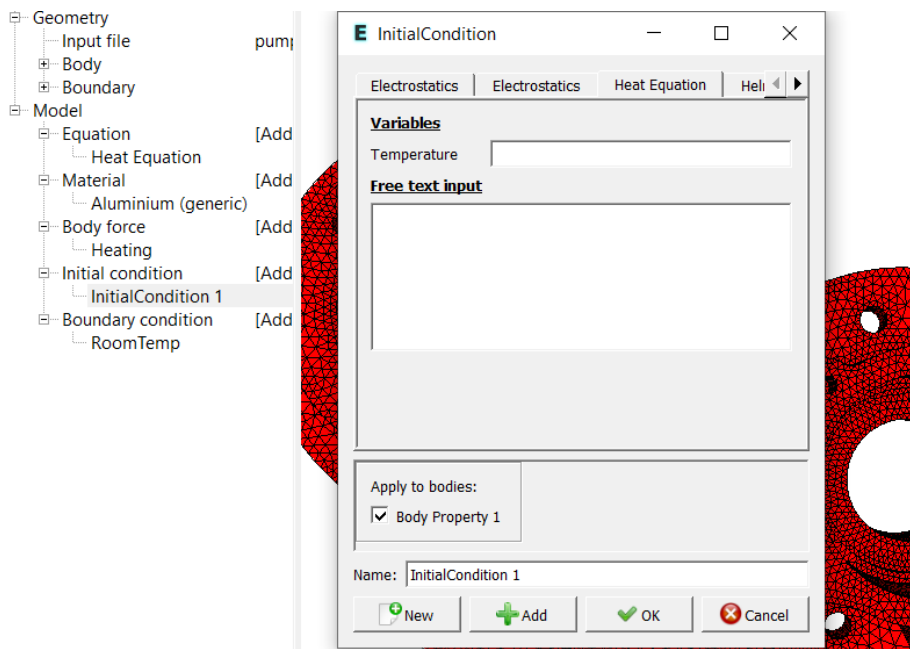 Geometry
Input file pump
Body
Boundary
Model
Equation [Add
Heat Equation
Material [Add
Aluminium (generic)
Body force [Add
Heating
Initial condition [Add
InitialCondition 1
Boundary condition [Add
RoomTemp
E InitialCondition
Electrostatics Electrostatics Heat Equation Hel
Variables
Temperature
Free text input
Apply to bodies:
Body Property 1
Name: InitialCondition 1
New Add OK Cancel